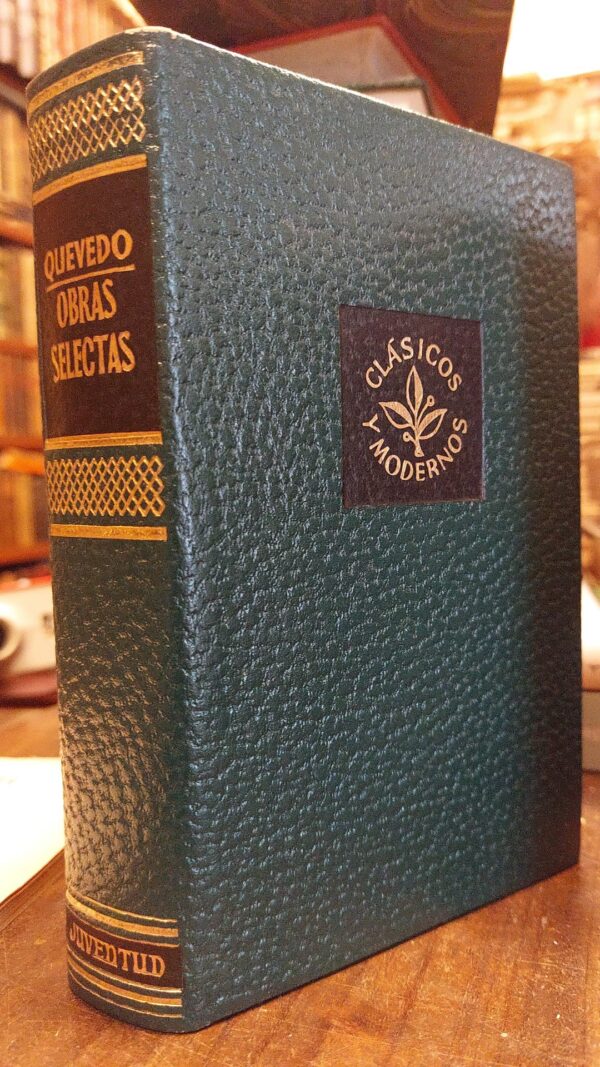 QUEVEDO
OBRAS
SELECTAS
JUVENTUD
CLÁSICOS
Y MODERNOS